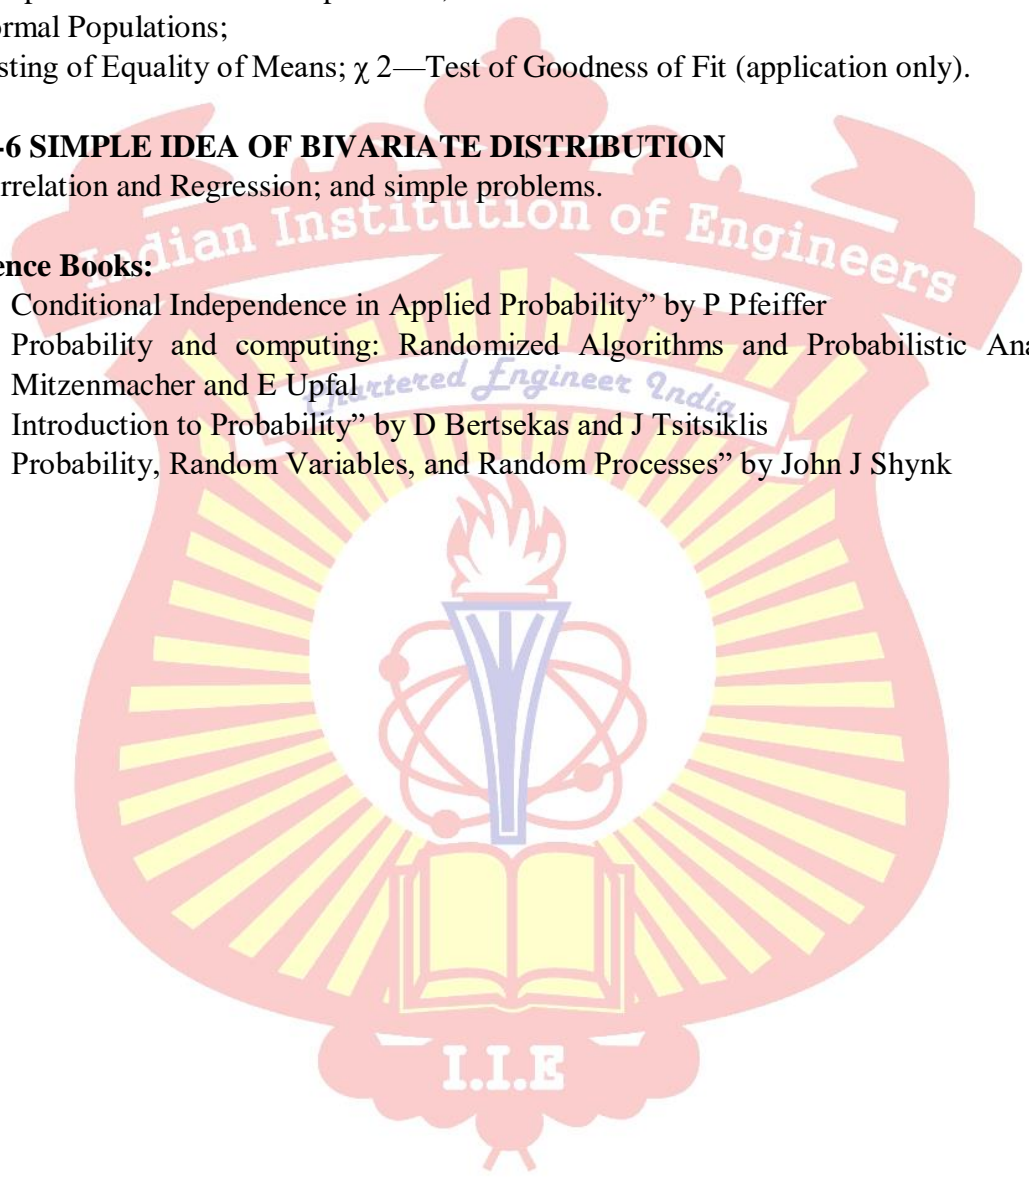 ormal Populations;
sting of Equality of Means; χ 2—Test of Goodness of Fit (application only).
-6 SIMPLE IDEA OF BIVARIATE DISTRIBUTION
rrelation and Regression; and simple problems.
Indian Institution of Engineers
ence Books:
Conditional Independence in Applied Probability” by P Pfeiffer
Probability and computing: Randomized Algorithms and Probabilistic Ana
Mitzenmacher and E Upfal
Chartered Engineer India
Introduction to Probability” by D Bertsekas and J Tsitsiklis
Probability, Random Variables, and Random Processes” by John J Shynk
I.I.E